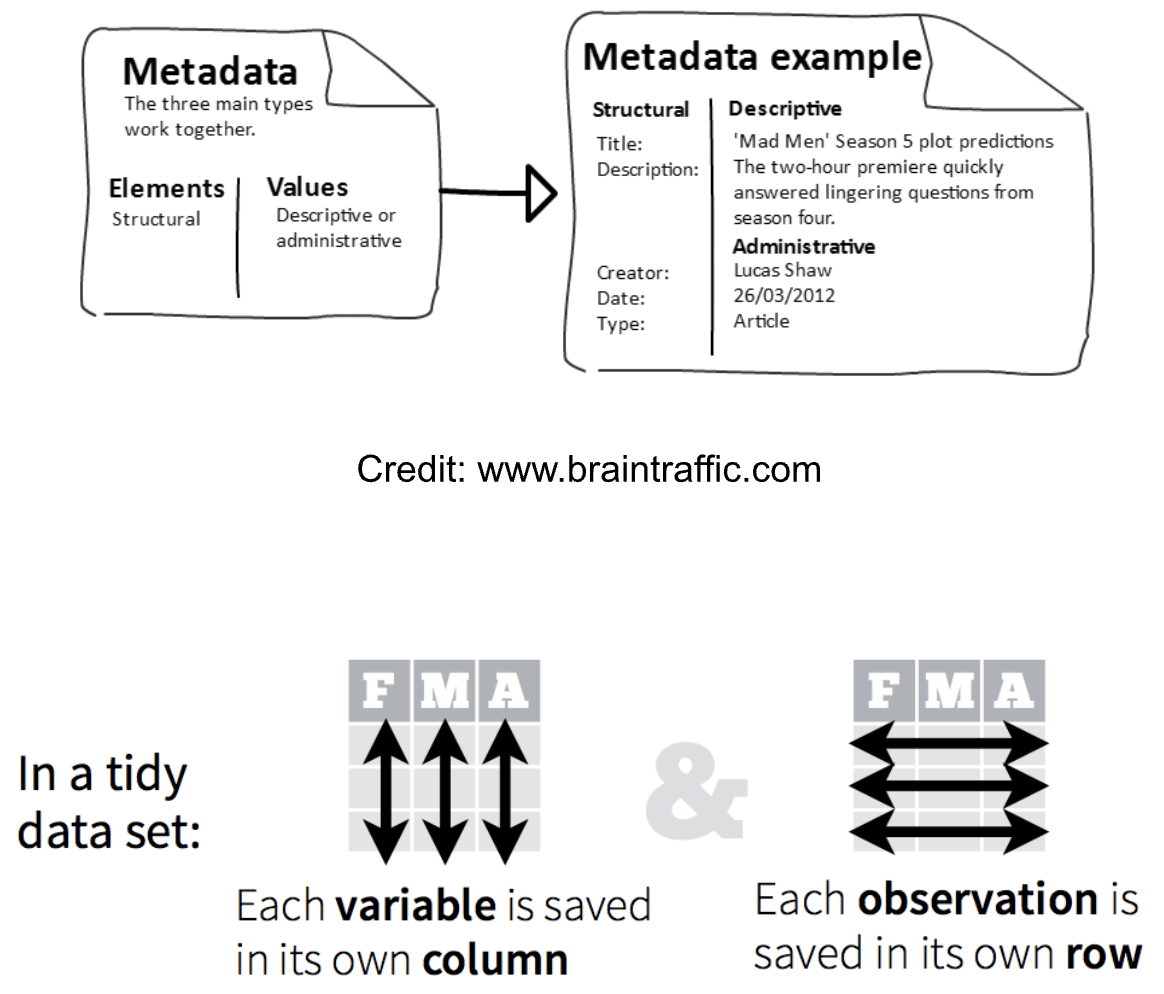 Metadata
The three main types
work together.
Elements
Structural
Values
Descriptive or
administrative
Metadata example
Structural
Descriptive
Title:
'Mad Men' Season 5 plot predictions
Description:
The two-hour premiere quickly
answered lingering questions from
season four.
Administrative
Creator:
Lucas Shaw
Date:
26/03/2012
Type:
Article
Credit: www.braintraffic.com
In a tidy
data set:
F M A
Each variable is saved
in its own column
&
F M A
Each observation is
saved in its own row